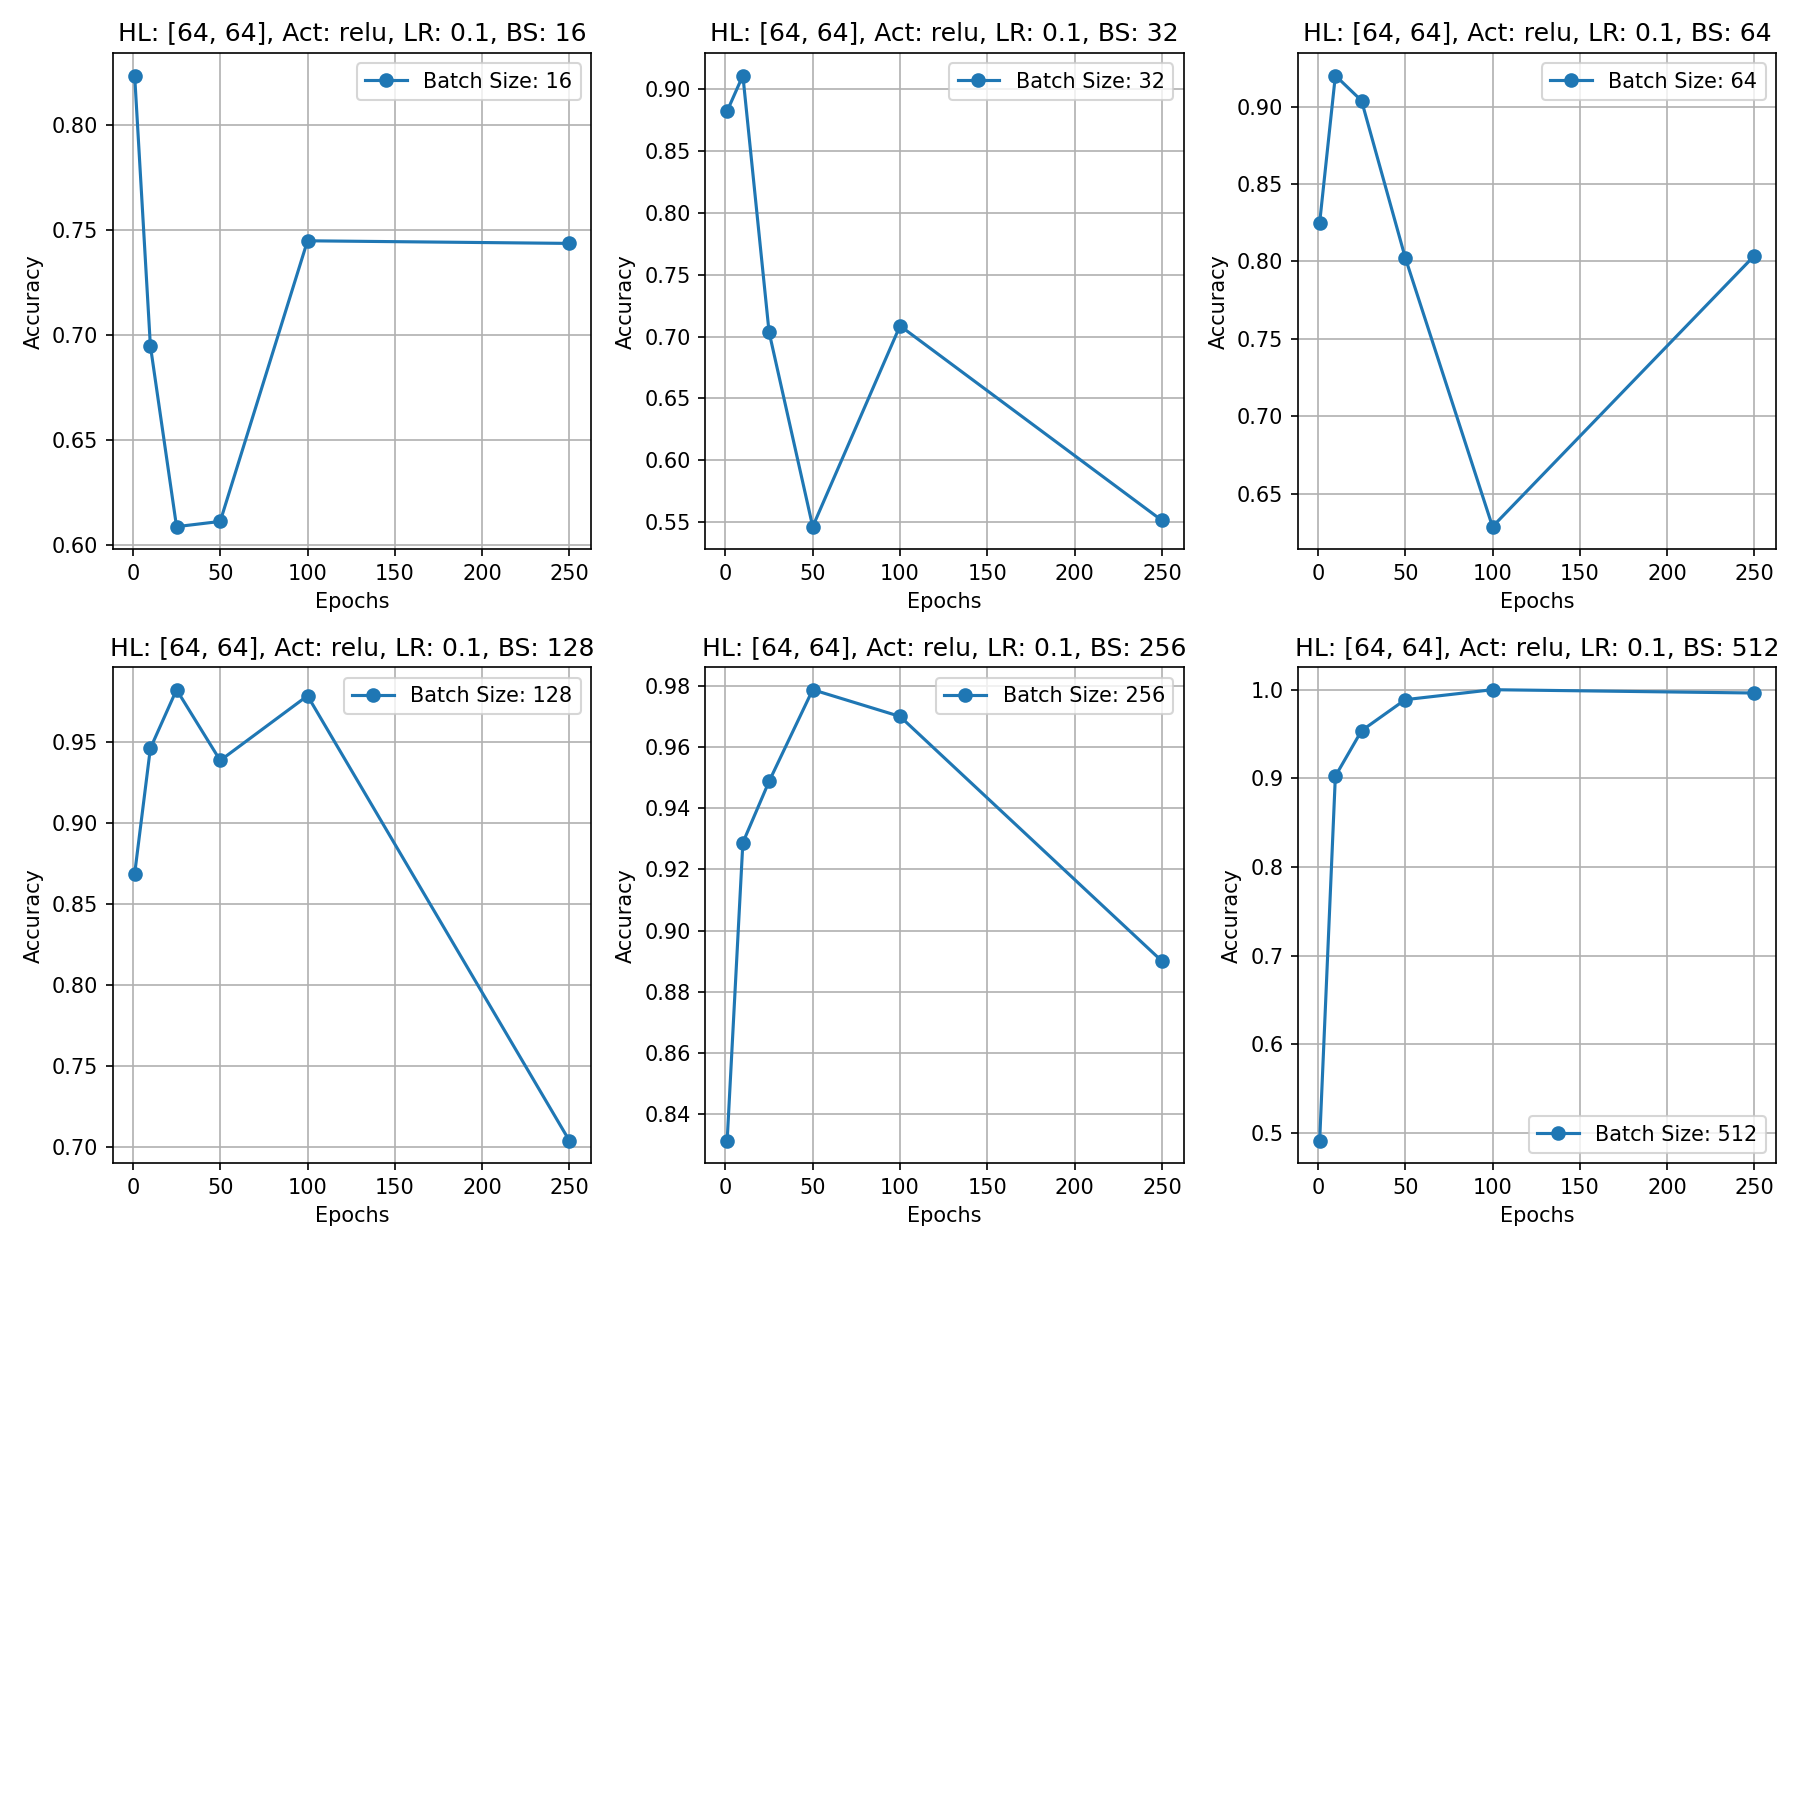 HL: [64, 64], Act: relu, LR: 0.1, BS: 16
Batch Size: 16
0.80
0.75
0.70
0.65
0.60
Accuracy
0 50 100 150 200 250
Epochs
HL: [64, 64], Act: relu, LR: 0.1, BS: 32
Batch Size: 32
0.90
0.85
0.80
0.75
0.70
0.65
0.60
0.55
Accuracy
0 50 100 150 200 250
Epochs
HL: [64, 64], Act: relu, LR: 0.1, BS: 64
Batch Size: 64
0.90
0.85
0.80
0.75
0.70
0.65
Accuracy
0 50 100 150 200 250
Epochs
HL: [64, 64], Act: relu, LR: 0.1, BS: 128
Batch Size: 128
0.95
0.90
0.85
0.80
0.75
0.70
Accuracy
0 50 100 150 200 250
Epochs
HL: [64, 64], Act: relu, LR: 0.1, BS: 256
Batch Size: 256
0.98
0.96
0.94
0.92
0.90
0.88
0.86
0.84
Accuracy
0 50 100 150 200 250
Epochs
HL: [64, 64], Act: relu, LR: 0.1, BS: 512
1.0
0.9
0.8
0.7
0.6
0.5
Accuracy
Batch Size: 512
0 50 100 150 200 250
Epochs